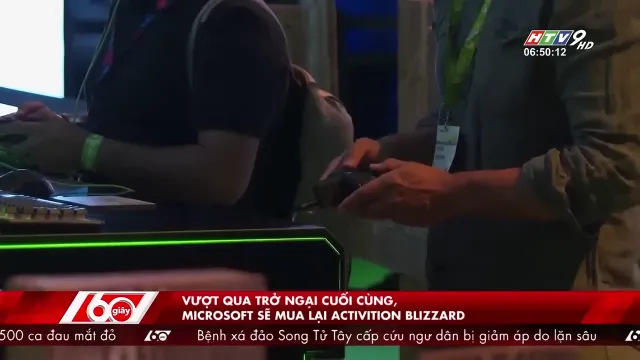 HTV9HD
06:50:12
60 giây
VƯỢT QUA TRỞ NGẠI CUỐI CÙNG,
MICROSOFT SẼ MUA LẠI ACTIVITION BLIZZARD
500 ca đau mắt đỏ 60 Bệnh xá đảo Song Tử Tây cấp cứu ngư dân bị giảm áp do lặn sâu